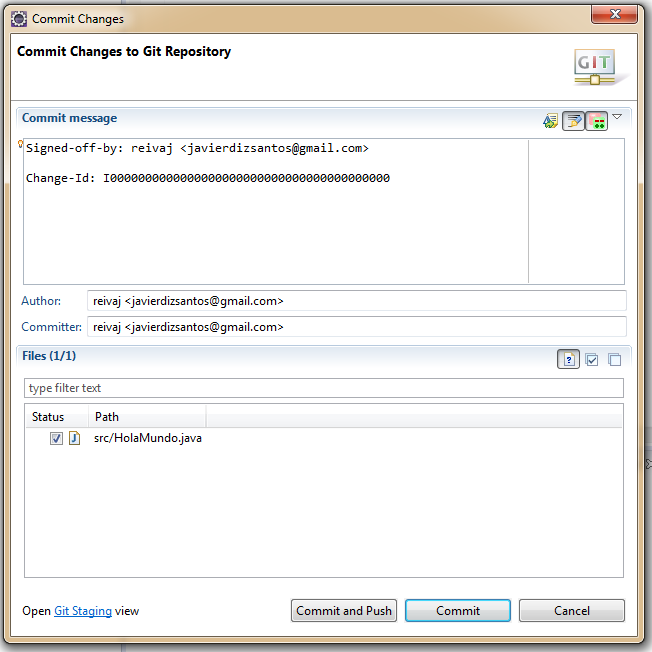 Commit Changes
Commit Changes to Git Repository
GIT
Commit message
Signed-off-by: reivaj <javierdizsantos@gmail.com>
Change-Id: I0000000000000000000000000000000000000000
Author: reivaj <javierdizsantos@gmail.com>
Committer: reivaj <javierdizsantos@gmail.com>
Files (1/1)
type filter text
Status Path
J src/HolaMundo.java
Open Git Staging view Commit and Push Commit Cancel